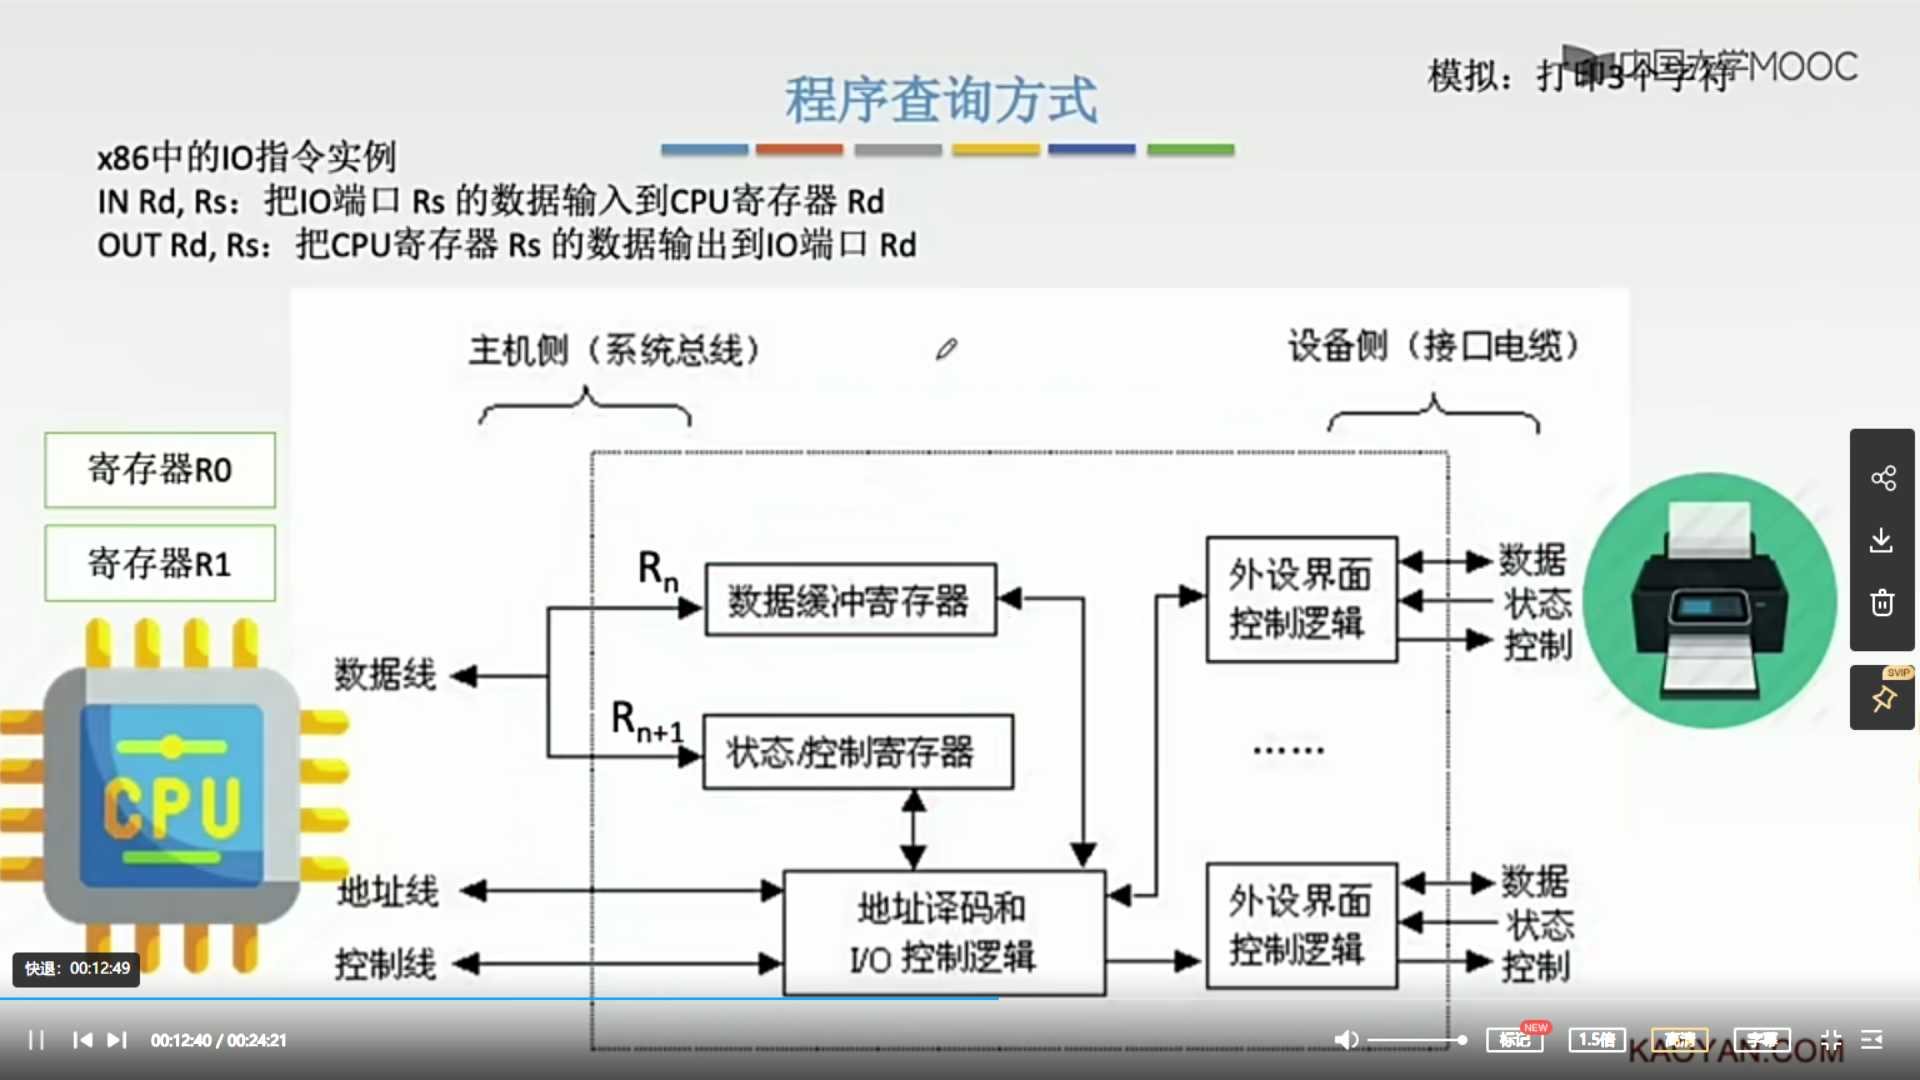 程序查询方式
模拟：打印3个字符
中国大学MOOC
x86中的IO指令实例
IN Rd, Rs：把IO端口 Rs 的数据输入到CPU寄存器 Rd
OUT Rd, Rs：把CPU寄存器 Rs 的数据输出到IO端口 Rd
主机侧（系统总线）
设备侧（接口电缆）
寄存器R0
寄存器R1
Rn
数据缓冲寄存器
外设界面
控制逻辑
数据
状态
控制
数据线
Rn+1
状态/控制寄存器
······
CPU
SVIP
地址线
控制线
地址译码和
I/O 控制逻辑
外设界面
控制逻辑
数据
状态
控制
快退：00:12:49
00:12:40 / 00:24:21
标记
NEW
1.5倍
高清
字幕
KAOYAN.COM